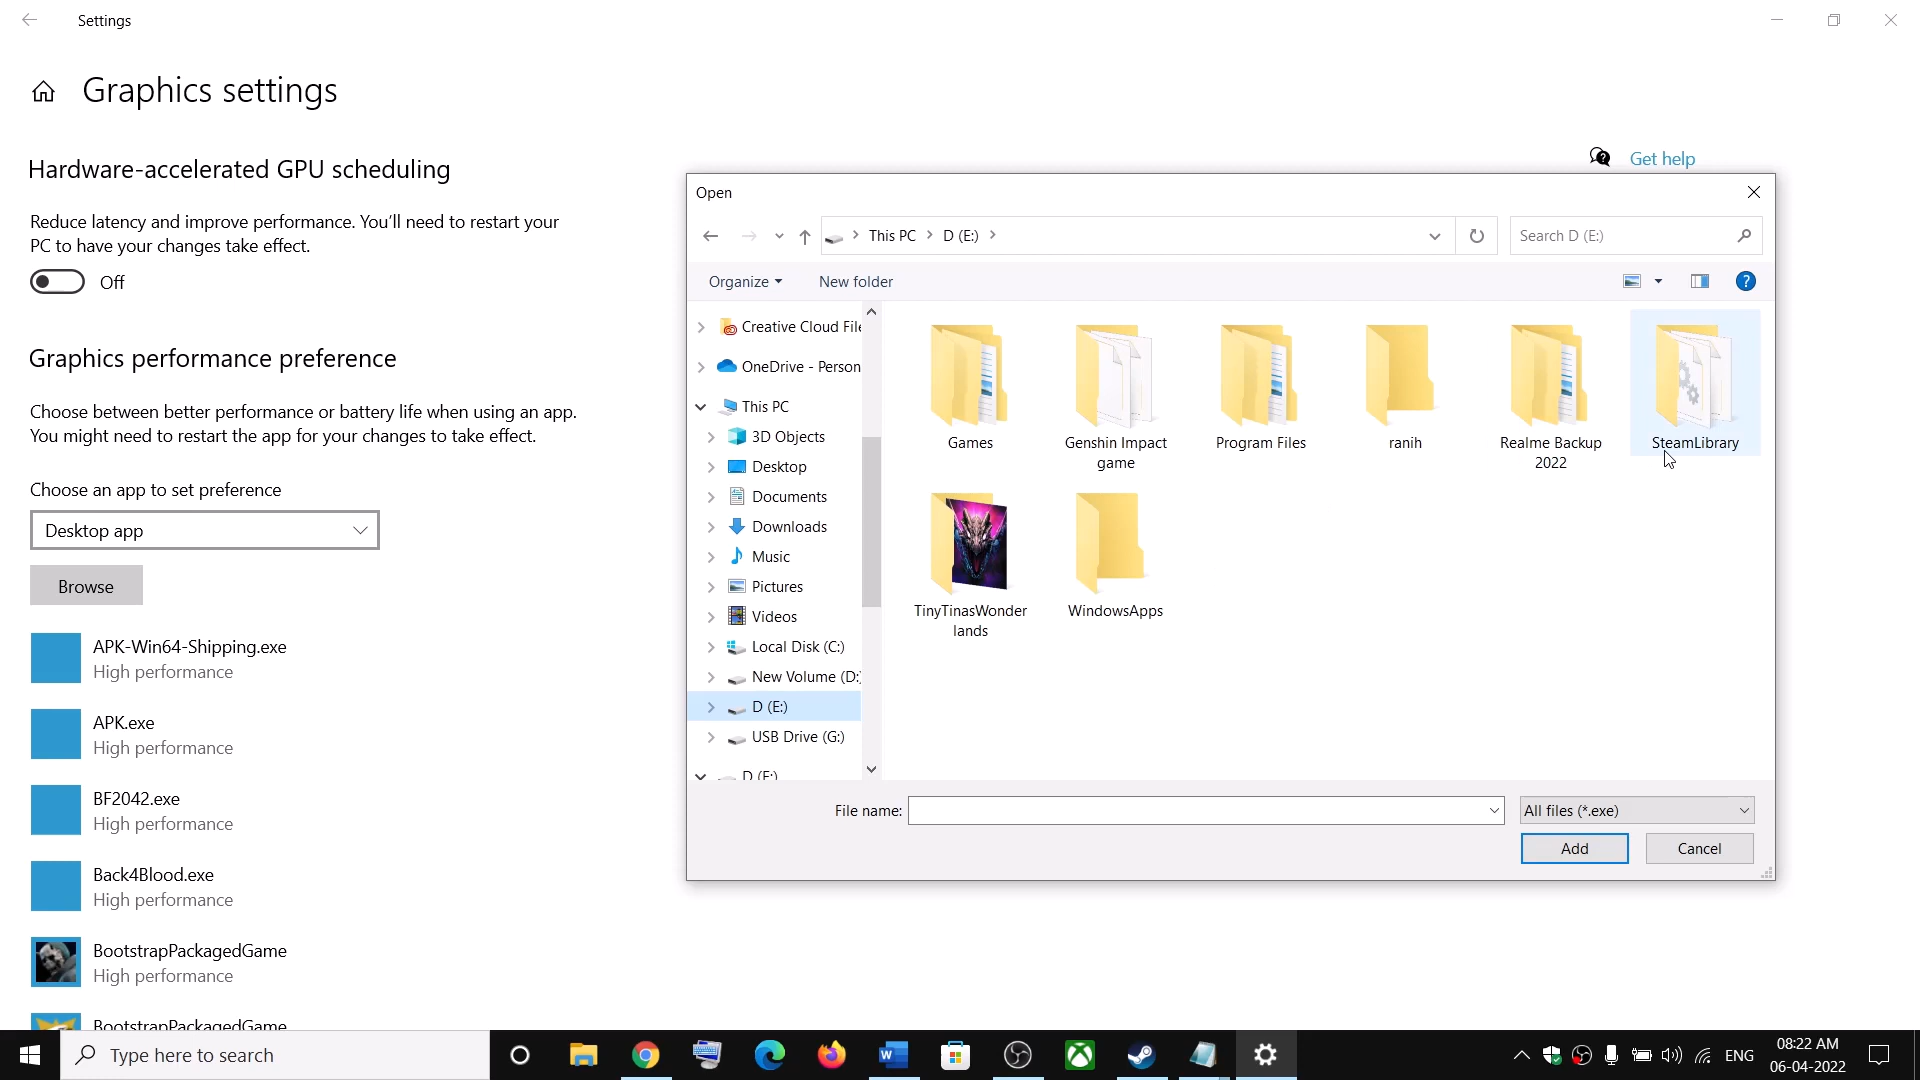 Settings
Graphics settings
Hardware-accelerated GPU scheduling
Reduce latency and improve performance. You'll need to restart your
PC to have your changes take effect.
Off
Graphics performance preference
Choose between better performance or battery life when using an app.
You might need to restart the app for your changes to take effect.
Choose an app to set preference
Desktop app
Browse
APK-Win64-Shipping.exe
High performance
APK.exe
High performance
BF2042.exe
High performance
Back4Blood.exe
High performance
BootstrapPackagedGame
High performance
BootstrapPackagedGame
Get help
Open
This PC
D (E:)
Search D (E:)
Organize
New folder
Creative Cloud File
OneDrive - Person
This PC
3D Objects
Desktop
Documents
Downloads
Music
Pictures
Videos
Local Disk (C:)
New Volume (D:)
D (E:)
USB Drive (G:)
D (E:)
Games
Genshin Impact
game
Program Files
ranih
Realme Backup
2022
SteamLibrary
TinyTinasWonder
lands
WindowsApps
File name:
All files (*.exe)
Add
Cancel
Type here to search
ENG
08:22 AM
06-04-2022